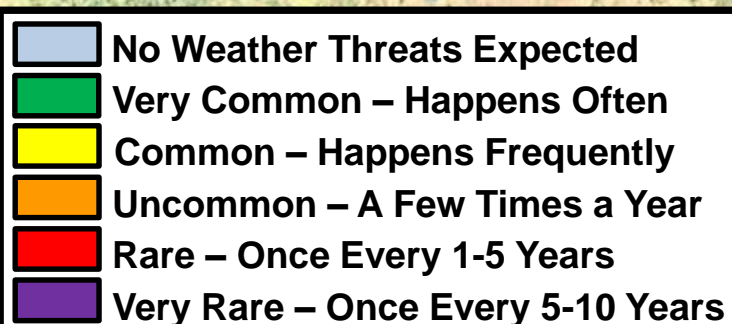 No Weather Threats Expected
Very Common – Happens Often
Common – Happens Frequently
Uncommon – A Few Times a Year
Rare – Once Every 1-5 Years
Very Rare – Once Every 5-10 Years